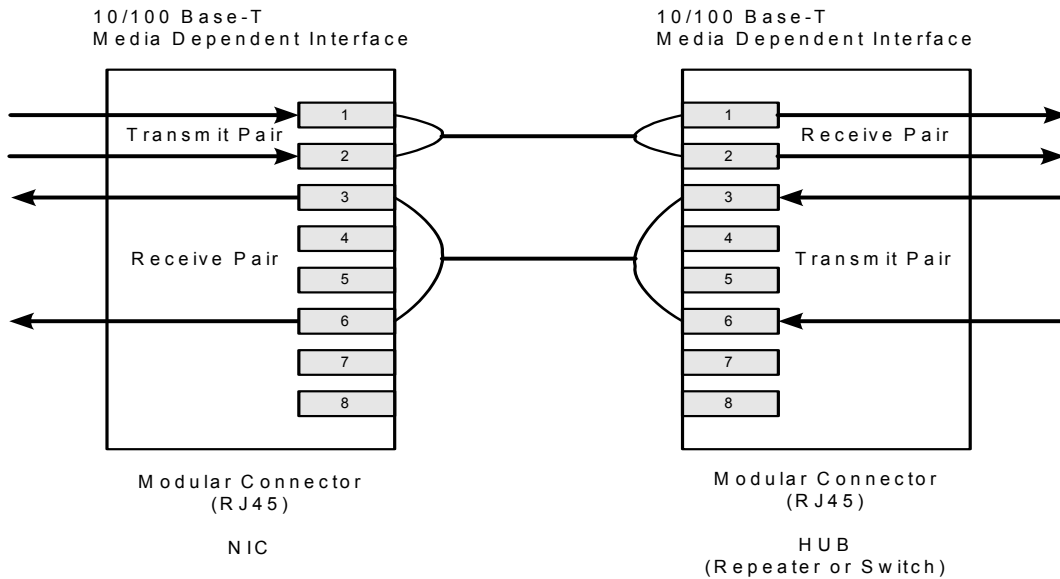 10/100 Base-T
Media Dependent Interface
10/100 Base-T
Media Dependent Interface
1
Transmit Pair
2
3
4
Receive Pair
5
6
7
8
1
Receive Pair
2
3
4
Transmit Pair
5
6
7
8
Modular Connector
(RJ45)
NIC
Modular Connector
(RJ45)
HUB
(Repeater or Switch)